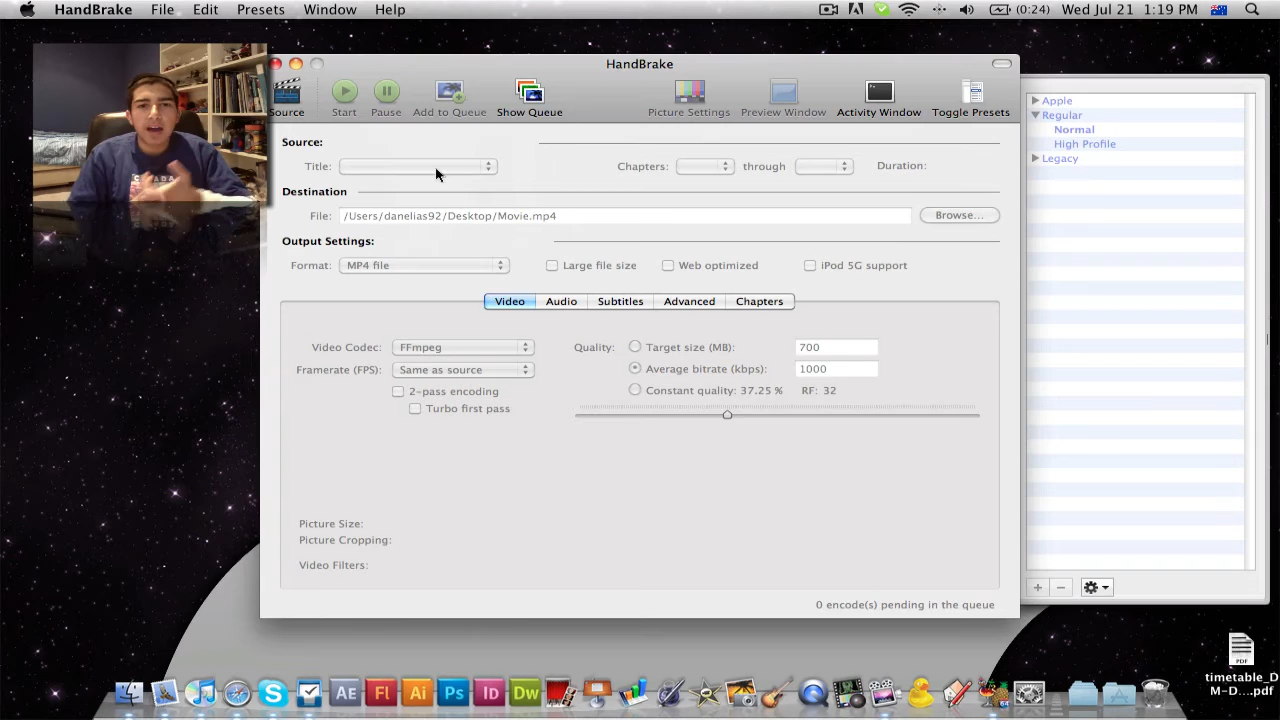 HandBrake File Edit Presets Window Help (0:24) Wed Jul 21 1:19 PM
HandBrake
Source Start Pause Add to Queue Show Queue Picture Settings Preview Window Activity Window Toggle Presets
Source:
Title: Chapters: through Duration:
Destination
File: /Users/danelias92/Desktop/Movie.mp4 Browse...
Output Settings:
Format: MP4 file Large file size Web optimized iPod 5G support
Video Audio Subtitles Advanced Chapters
Video Codec: FFmpeg Quality: Target size (MB): 700
Framerate (FPS): Same as source Average bitrate (kbps): 1000
2-pass encoding Constant quality: 37.25 % RF: 32
Turbo first pass
Picture Size:
Picture Cropping:
Video Filters:
0 encode(s) pending in the queue
Apple
Regular
Normal
High Profile
Legacy
CANADA
PDF
timetable_D
M-D....pdf
AE Fl Ai Ps Id Dw